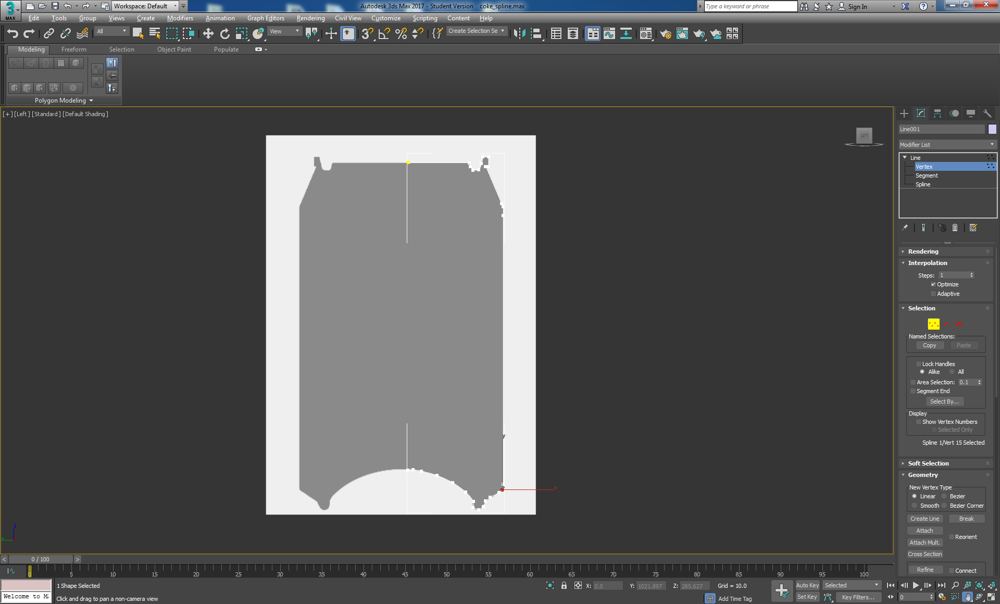 Workspace: Default
Autodesk 3ds Max 2017 - Student Version coke_spline.max
Type a keyword or phrase
Sign In
3
MAX
Edit Tools Group Views Create Modifiers Animation Graph Editors Rendering Civil View Customize Scripting Content Help
All
View
Create Selection Se
Modeling Freeform Selection Object Paint Populate
Polygon Modeling
[+] [Left] [Standard] [Default Shading]
LEFT
Line001
Modifier List
Line
Vertex
Segment
Spline
Rendering
Interpolation
Steps: 1
Optimize
Adaptive
Selection
Named Selections:
Copy Paste
Lock Handles
Alike All
Area Selection: 0.1
Segment End
Select By...
Display
Show Vertex Numbers
Selected Only
Spline 1/Vert 15 Selected
Soft Selection
Geometry
New Vertex Type
Linear Bezier
Smooth Bezier Corner
Create Line Break
Attach
Reorient
Attach Mult.
Cross Section
Refine Connect
y
x
z
y
< 0 / 100 >
0 5 10 15 20 25 30 35 40 45 50 55 60 65 70 75 80 85 90 95 100
1 Shape Selected
X: 0.0 Y: 1021.897 Z: 285.627 Grid = 10.0
Auto Key Selected
Welcome to M
Click and drag to pan a non-camera view
Add Time Tag
Set Key Key Filters...
0